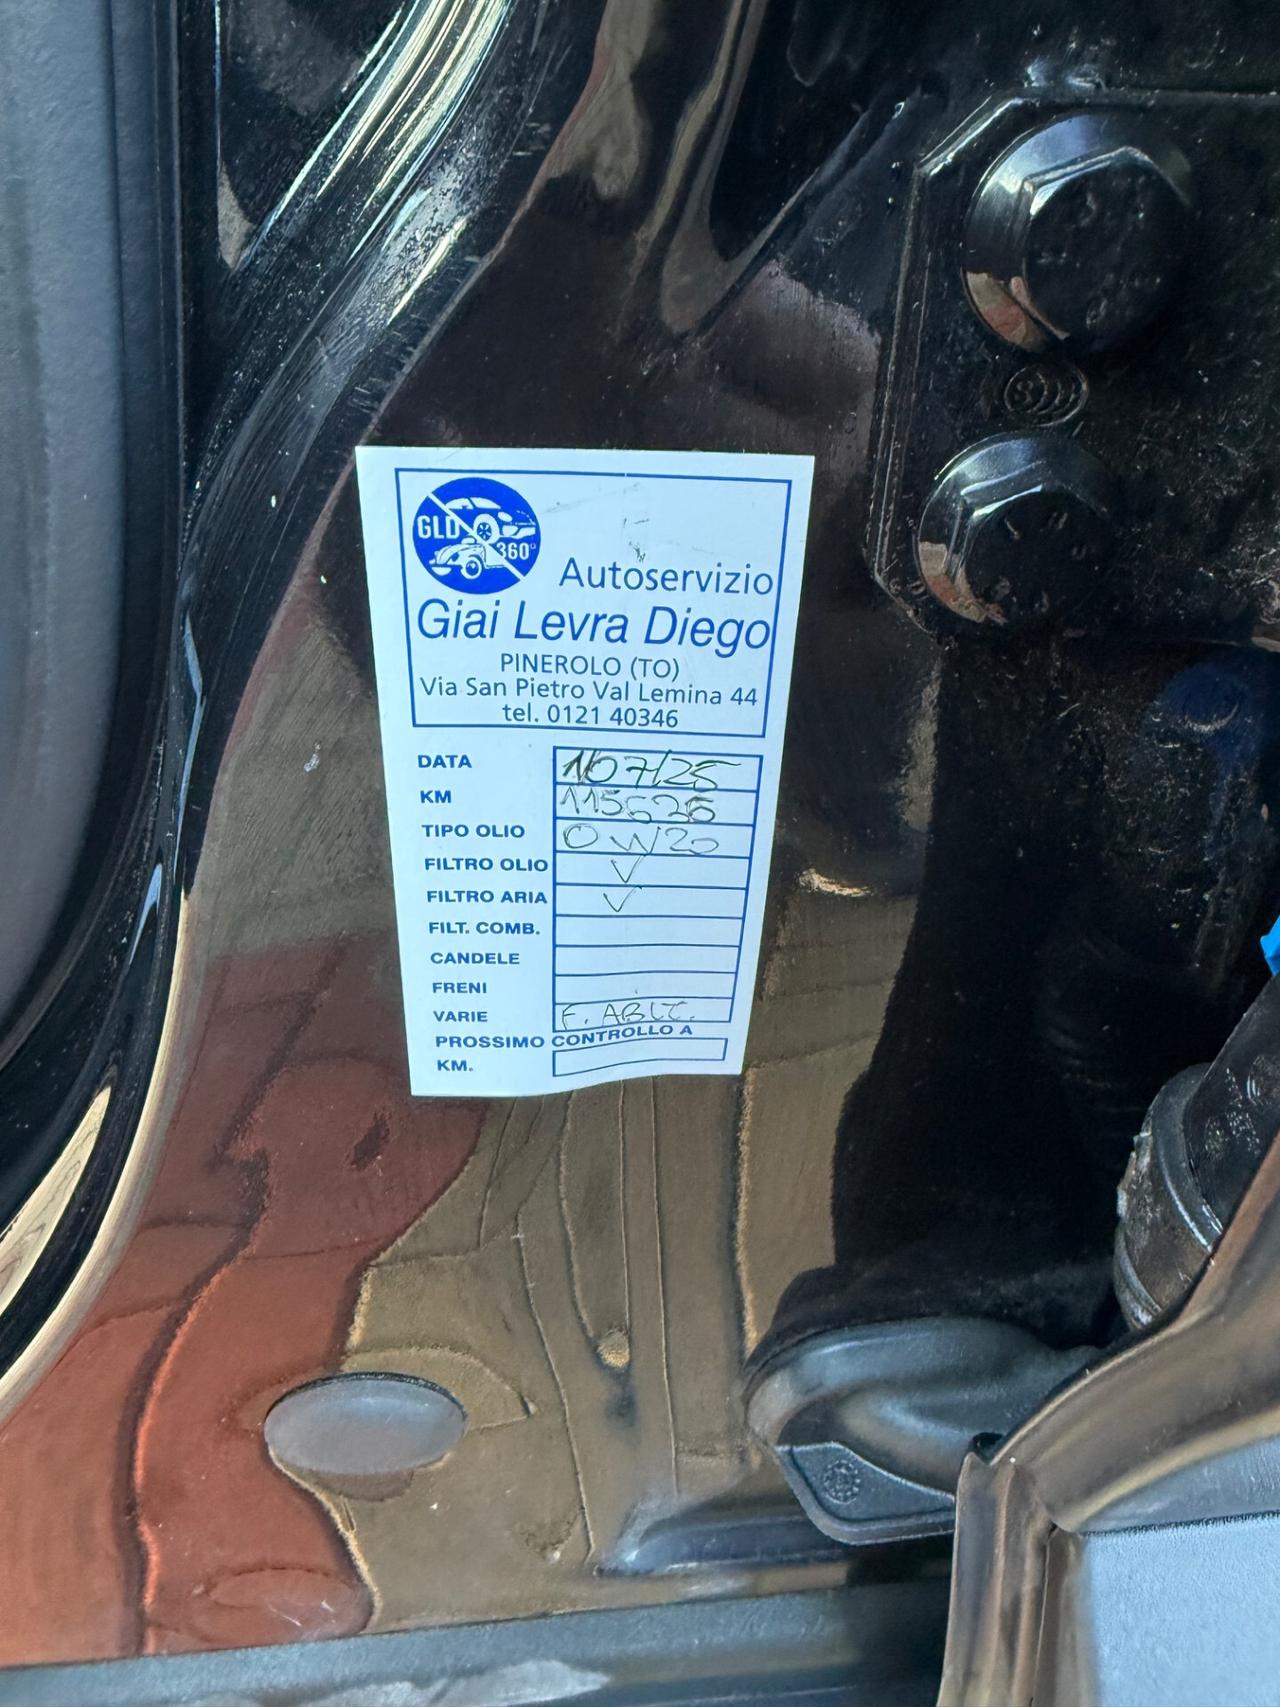 GLD
360°
Autoservizio
Giai Levra Diego
PINEROLO (TO)
Via San Pietro Val Lemina 44
tel. 0121 40346
DATA
KM
TIPO OLIO 0W20
FILTRO OLIO ✓
FILTRO ARIA ✓
FILT. COMB.
CANDELE
FRENI
VARIE F. ABIT.
PROSSIMO CONTROLLO A
KM.